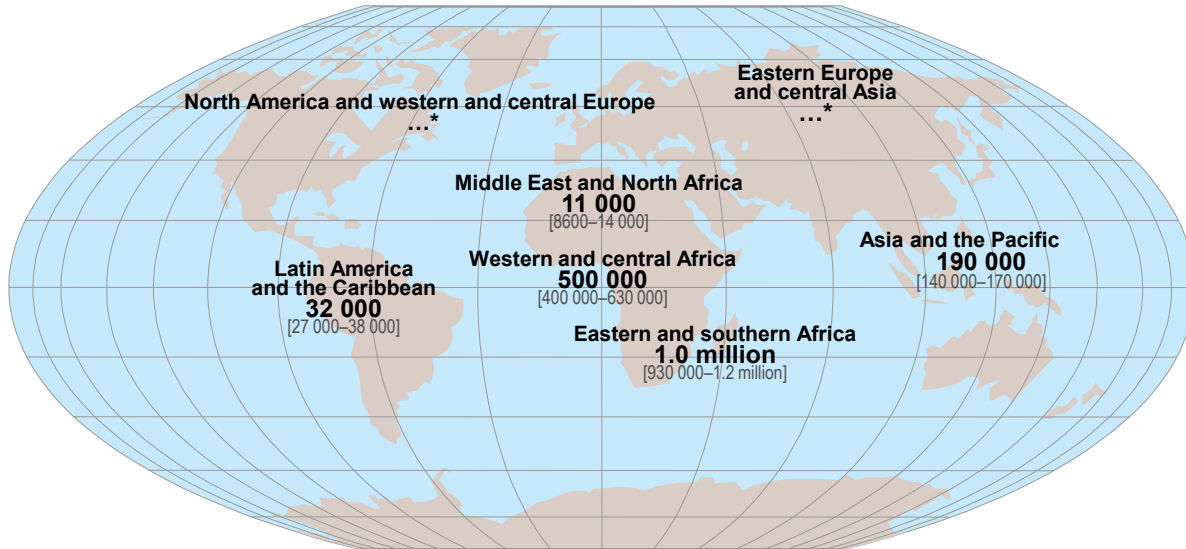 North America and western and central Europe
...*
Eastern Europe
and central Asia
...*
Middle East and North Africa
11 000
[8600–14 000]
Western and central Africa
500 000
[400 000–630 000]
Asia and the Pacific
190 000
[140 000–170 000]
Latin America
and the Caribbean
32 000
[27 000–38 000]
Eastern and southern Africa
1.0 million
[930 000–1.2 million]